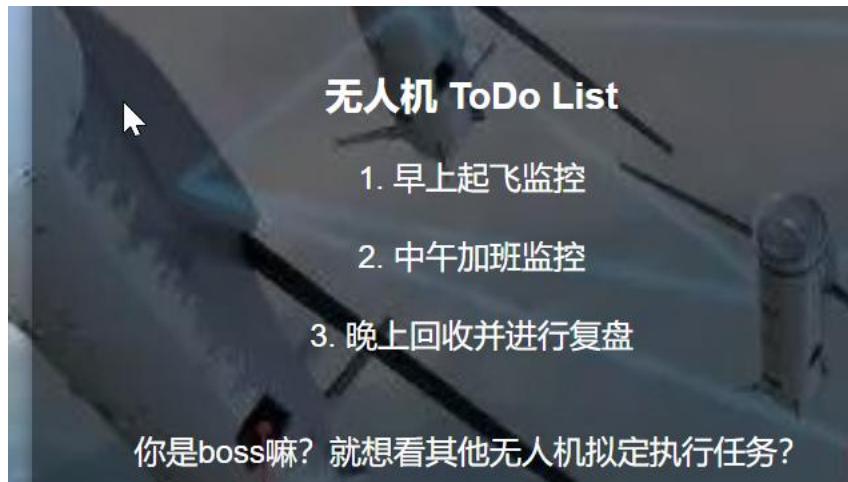 无人机 ToDo List
1. 早上起飞监控
2. 中午加班监控
3. 晚上回收并进行复盘
你是boss嘛？就想看其他无人机拟定执行任务？